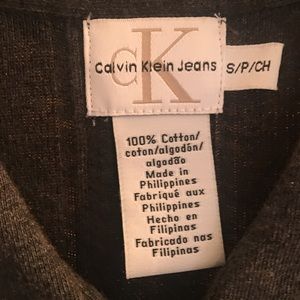 cK
Calvin Klein Jeans
S/P/CH
100% Cotton/
coton/algodón/
algodão
Made in
Philippines
Fabriqué aux
Philippines
Hecho en
Filipinas
Fabricado nas
Filipinas